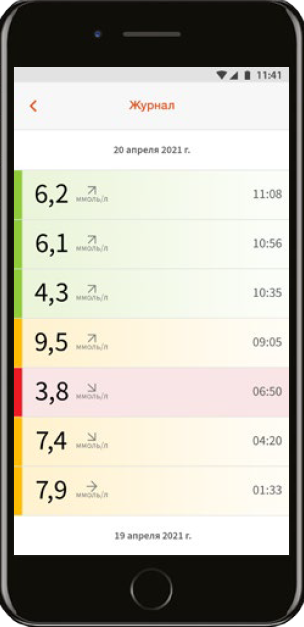 11:41
Журнал
20 апреля 2021 г.
6,2 ммоль/л 11:08
6,1 ммоль/л 10:56
4,3 ммоль/л 10:35
9,5 ммоль/л 09:05
3,8 ммоль/л 06:50
7,4 ммоль/л 04:20
7,9 ммоль/л 01:33
19 апреля 2021 г.